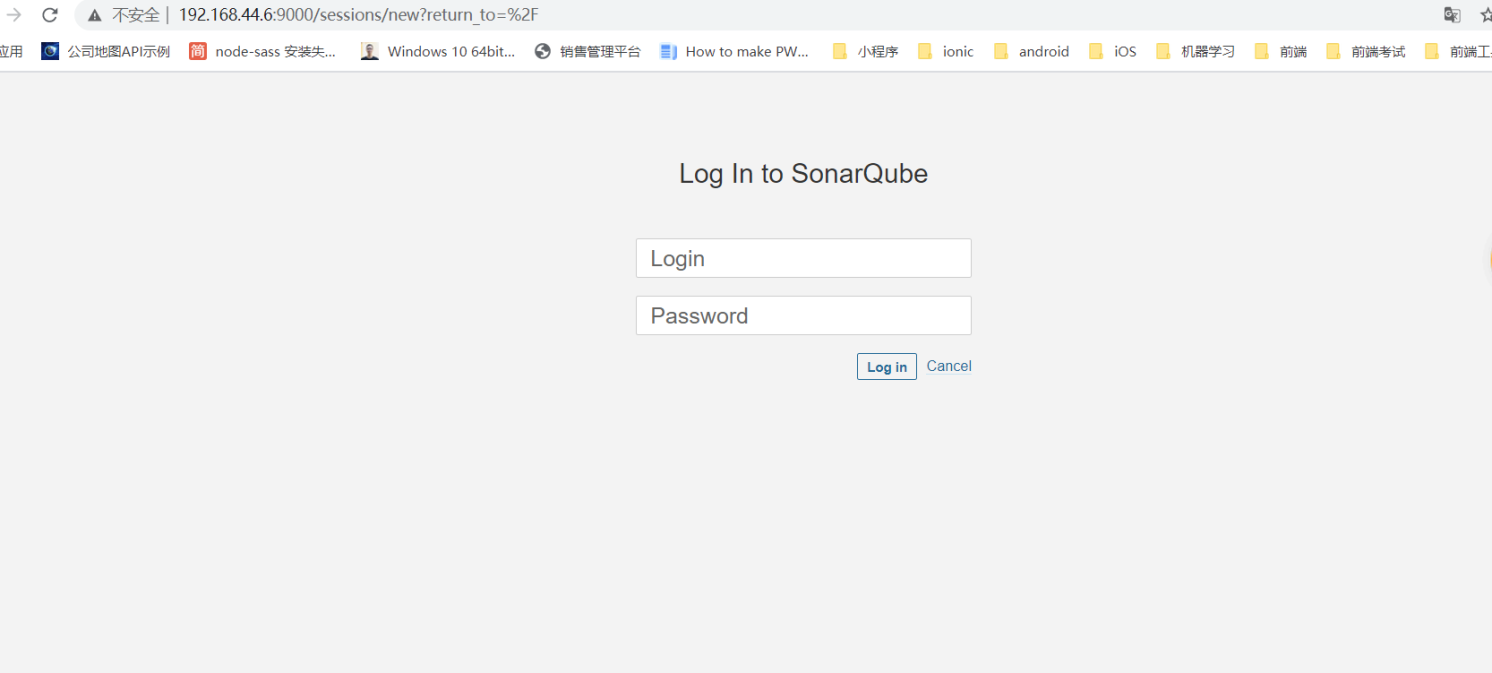 不安全 | 192.168.44.6:9000/sessions/new?return_to=%2F
应用 公司地图API示例 简 node-sass 安装失... Windows 10 64bit... 销售管理平台 How to make PW... 小程序 ionic android iOS 机器学习 前端 前端考试 前端工
Log In to SonarQube
Login
Password
Log in Cancel